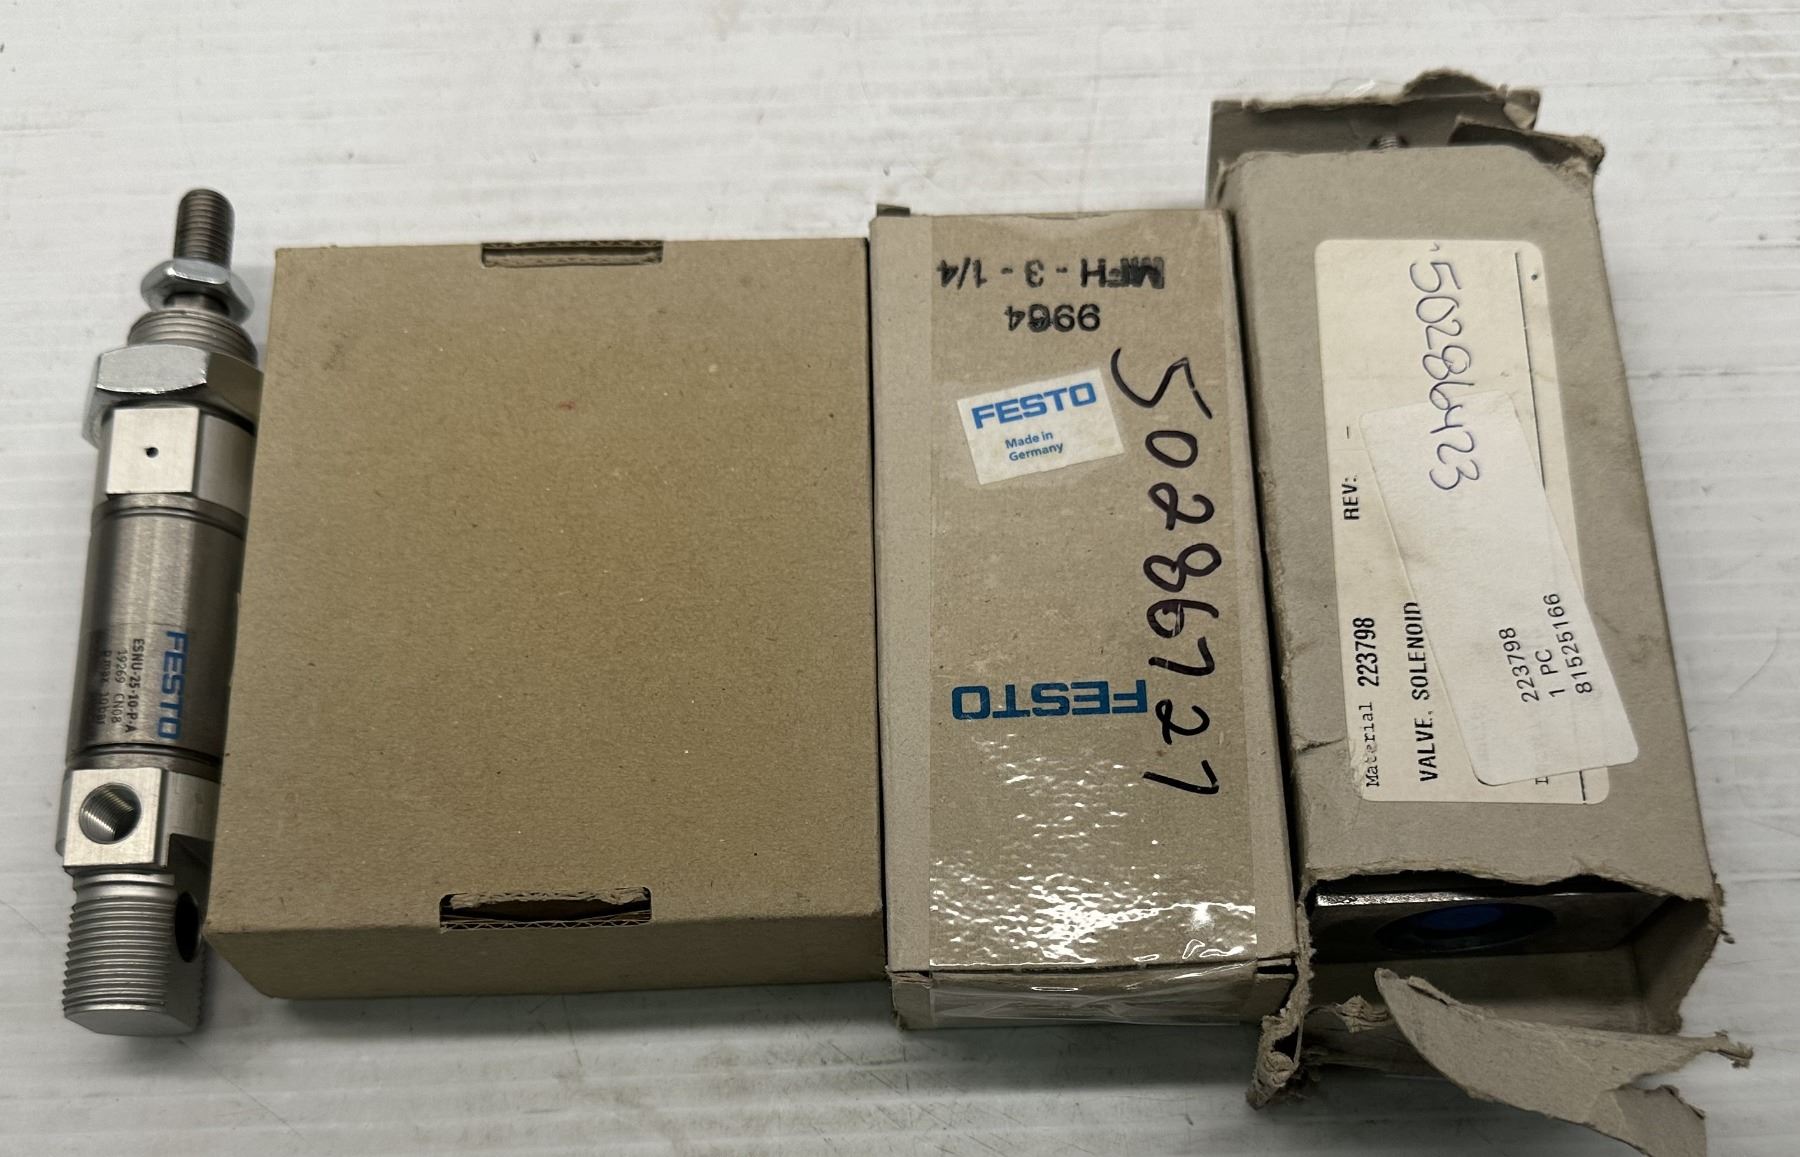 FESTO
ESNU-25-10-P-A
19269 CN08
MFH - 3 - 1/4
9964
FESTO
Made in
Germany
50286721
FESTO
50286423
REV: -
Material 223798
VALVE, SOLENOID
223798
1 PC
81525166